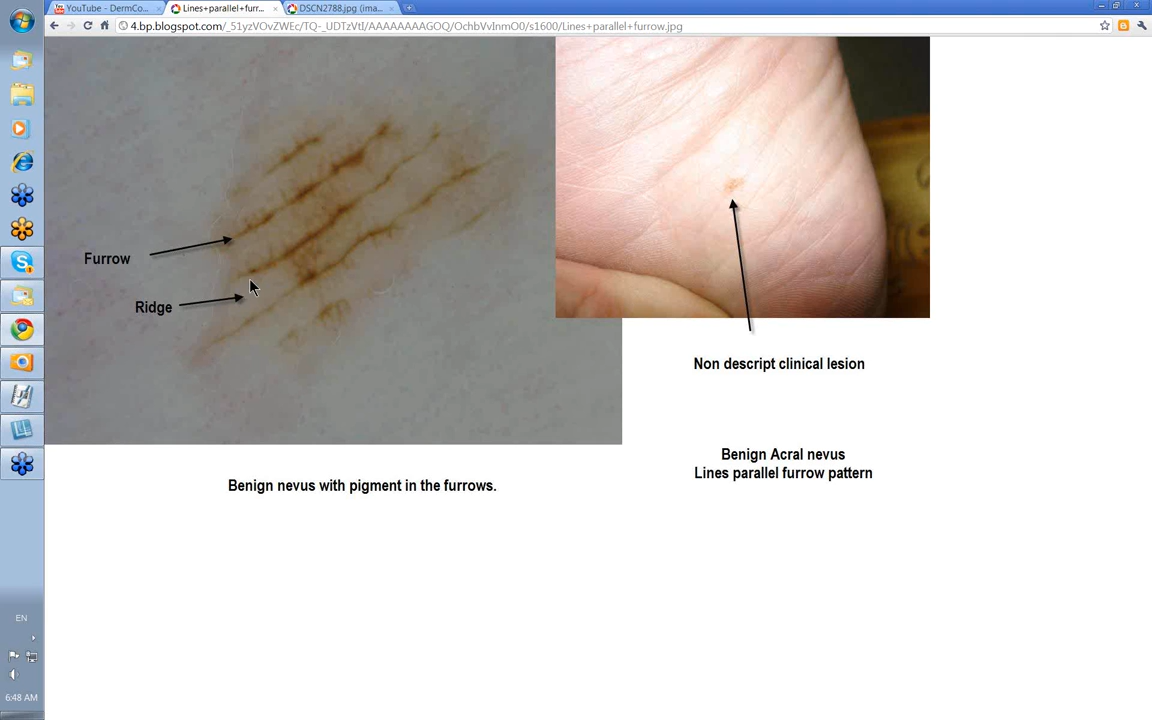 YouTube - DermCo...
Lines+parallel+furr...
DSCN2788.jpg (ima...
4.bp.blogspot.com/_51yzVOvZWEc/TQ-_UDTzVtI/AAAAAAAAGOQ/OchbVvInmO0/s1600/Lines+parallel+furrow.jpg
Furrow
Ridge
Non descript clinical lesion
Benign Acral nevus
Lines parallel furrow pattern
Benign nevus with pigment in the furrows.
EN
6:48 AM